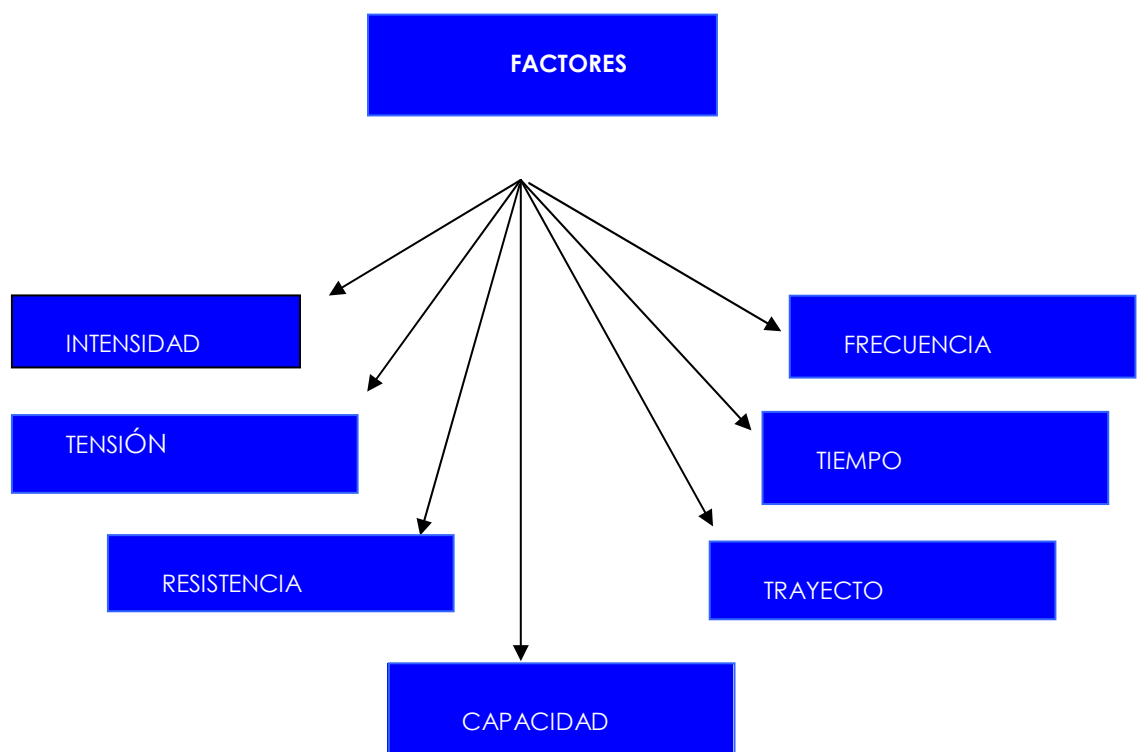 FACTORES
INTENSIDAD
FRECUENCIA
TENSIÓN
TIEMPO
RESISTENCIA
TRAYECTO
CAPACIDAD